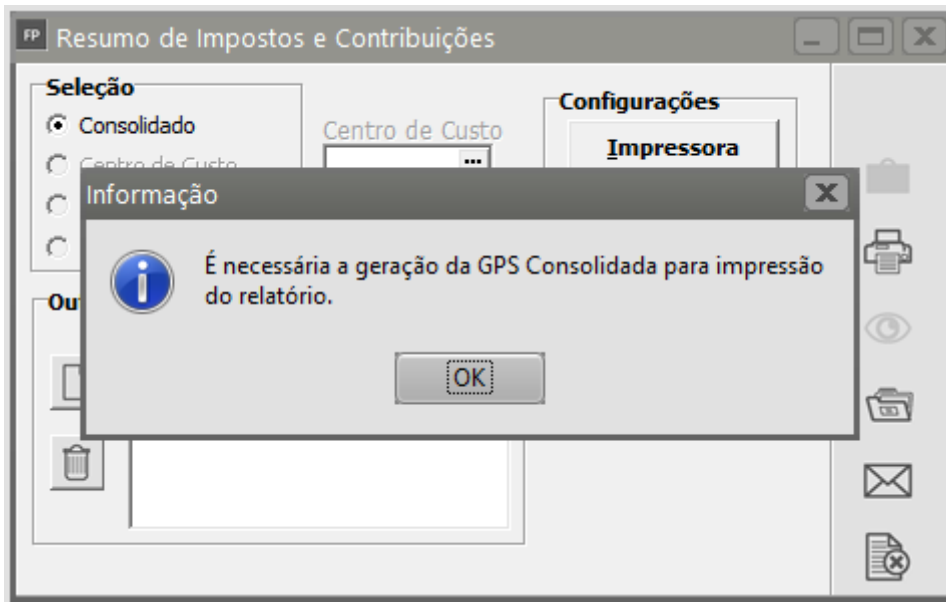 FP Resumo de Impostos e Contribuições
Seleção
Consolidado
Centro de Custo
Centro de Custo
...
Configurações
Impressora
Informação
É necessária a geração da GPS Consolidada para impressão
do relatório.
OK